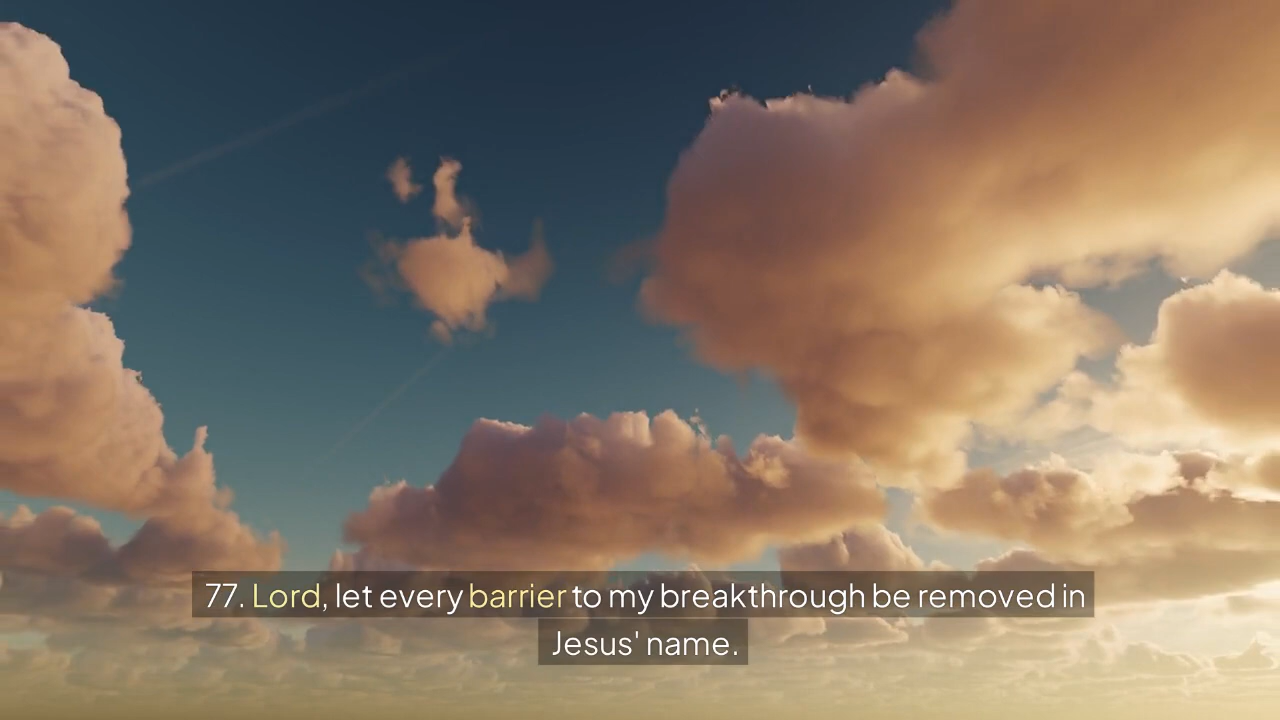 77. Lord, let every barrier to my breakthrough be removed in
Jesus' name.